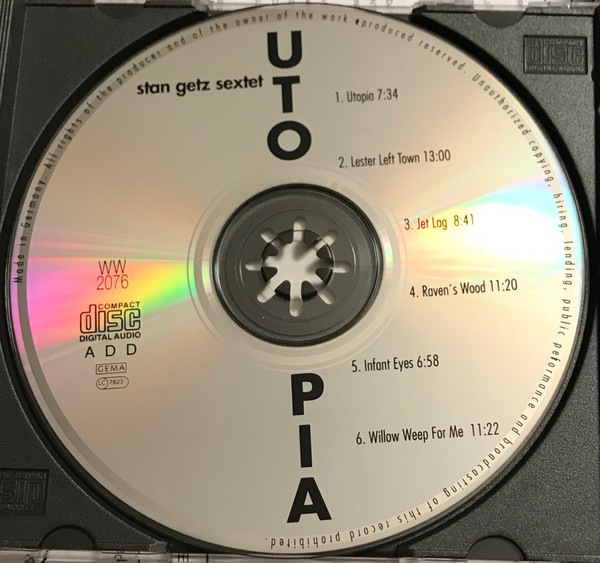 Made in Germany. All rights of the producer and of the owner of the work eproduced reserved. Unauthorized copying, hiring, lending, public peformance and broadcasting of this record prohibited.
stan getz sextet
UTO
PIA
1. Utopia 7:34
2. Lester Left Town 13:00
3. Jet Lag 8:41
4. Raven´s Wood 11:20
5. Infant Eyes 6:58
6. Willow Weep For Me 11:22
WW
2076
COMPACT
disc
DIGITAL AUDIO
A D D
GEMA
LC 7823
disc